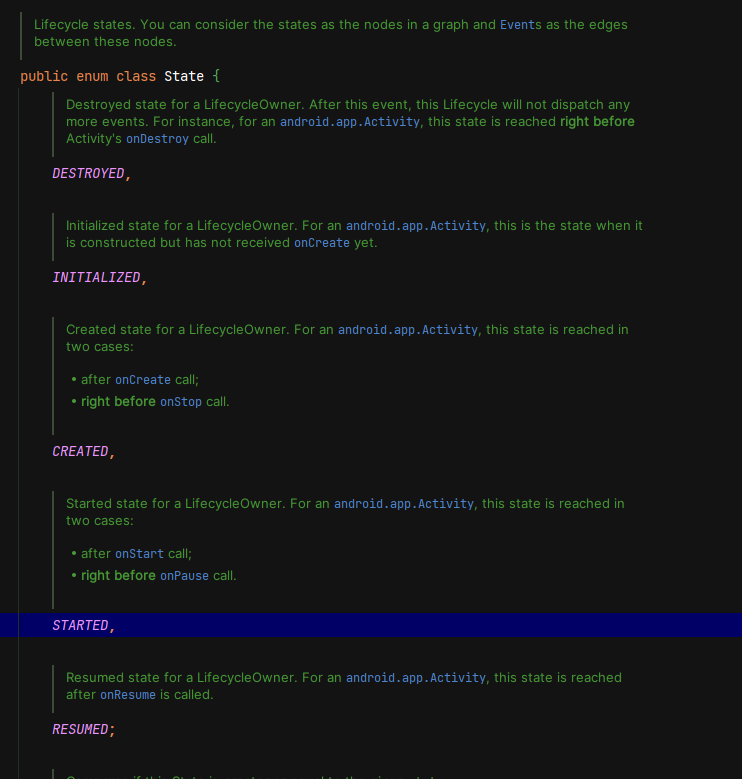 Lifecycle states. You can consider the states as the nodes in a graph and Events as the edges
between these nodes.
public enum class State {
Destroyed state for a LifecycleOwner. After this event, this Lifecycle will not dispatch any
more events. For instance, for an android.app.Activity, this state is reached right before
Activity's onDestroy call.
DESTROYED,
Initialized state for a LifecycleOwner. For an android.app.Activity, this is the state when it
is constructed but has not received onCreate yet.
INITIALIZED,
Created state for a LifecycleOwner. For an android.app.Activity, this state is reached in
two cases:
• after onCreate call;
• right before onStop call.
CREATED,
Started state for a LifecycleOwner. For an android.app.Activity, this state is reached in
two cases:
• after onStart call;
• right before onPause call.
STARTED,
Resumed state for a LifecycleOwner. For an android.app.Activity, this state is reached
after onResume is called.
RESUMED;